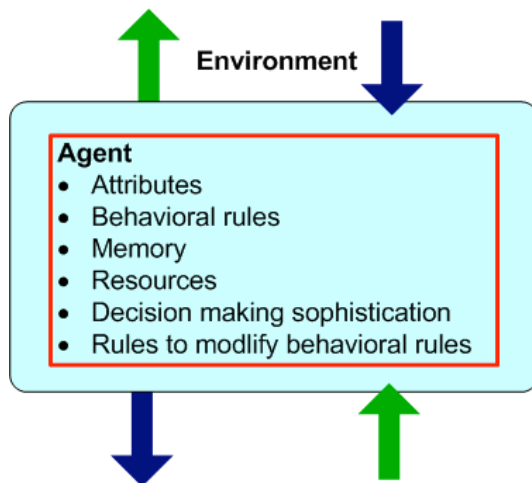 Environment
Agent
• Attributes
• Behavioral rules
• Memory
• Resources
• Decision making sophistication
• Rules to modlify behavioral rules